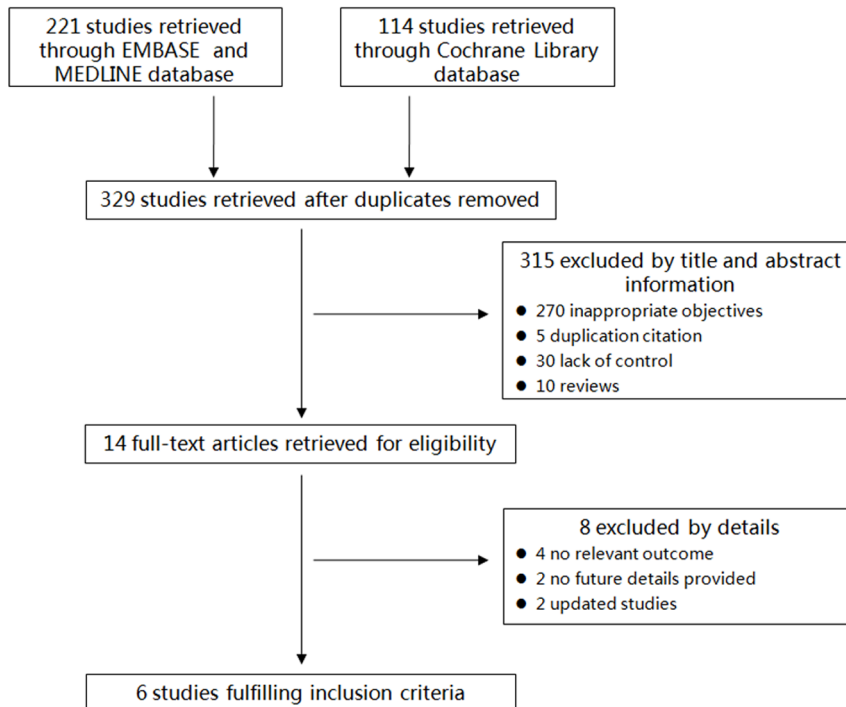 221 studies retrieved
through EMBASE and
MEDLINE database
114 studies retrieved
through Cochrane Library
database
329 studies retrieved after duplicates removed
315 excluded by title and abstract
information
● 270 inappropriate objectives
● 5 duplication citation
● 30 lack of control
● 10 reviews
14 full-text articles retrieved for eligibility
8 excluded by details
● 4 no relevant outcome
● 2 no future details provided
● 2 updated studies
6 studies fulfilling inclusion criteria